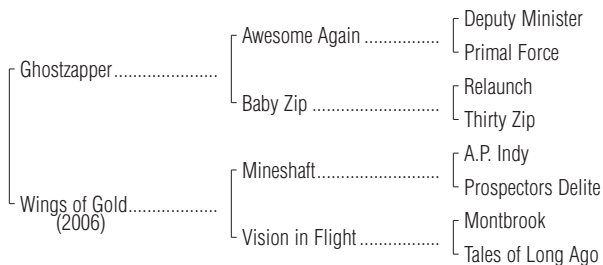 Deputy Minister
Awesome Again ................
Primal Force
Ghostzapper......................
Relaunch
Baby Zip ...........................
Thirty Zip
A.P. Indy
Mineshaft..........................
Prospectors Delite
Wings of Gold...................
(2006)
Montbrook
Vision in Flight .................
Tales of Long Ago